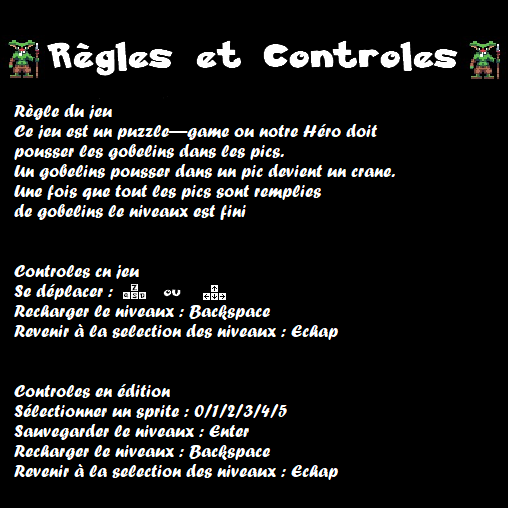 Règles et Controles
Règle du jeu
Ce jeu est un puzzle—game ou notre Héro doit
pousser les gobelins dans les pics.
Un gobelins pousser dans un pic devient un crane.
Une fois que tout les pics sont remplies
de gobelins le niveaux est fini
Controles en jeu
Se déplacer : Z Q S D ou ↑ ← ↓ →
Recharger le niveaux : Backspace
Revenir à la selection des niveaux : Echap
Controles en édition
Sélectionner un sprite : 0/1/2/3/4/5
Sauvegarder le niveaux : Enter
Recharger le niveaux : Backspace
Revenir à la selection des niveaux : Echap